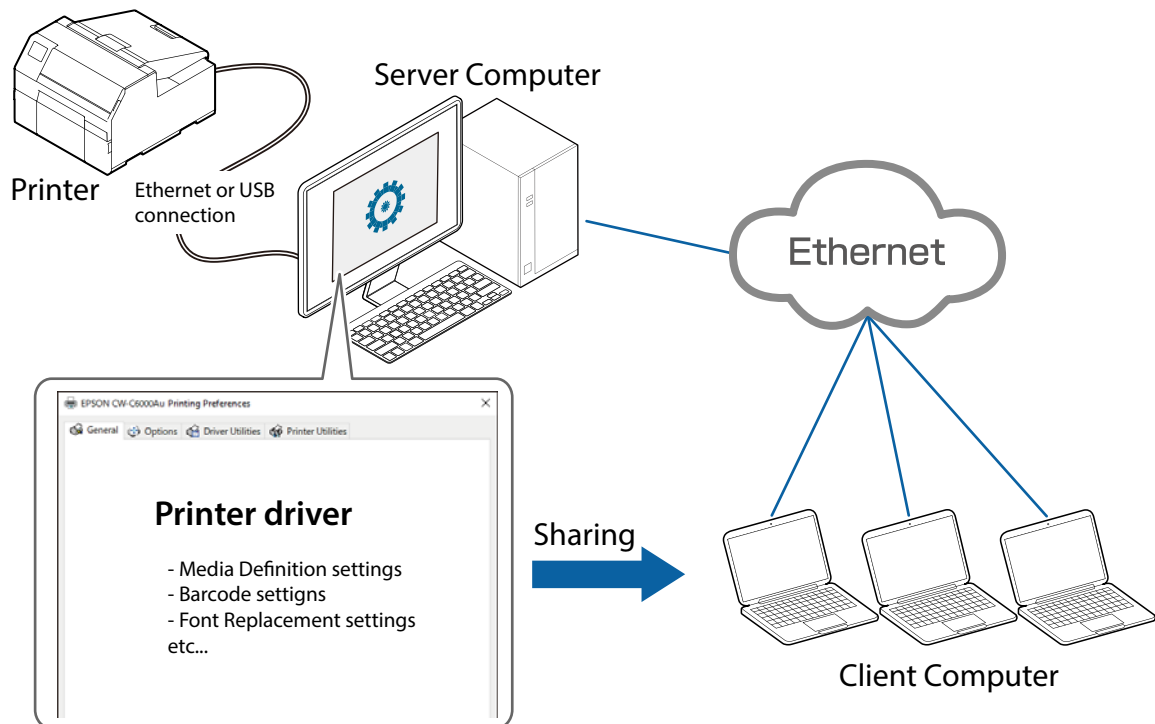 Server Computer
Printer
Ethernet or USB
connection
Ethernet
EPSON CW-C6000Au Printing Preferences
General Options Driver Utilities Printer Utilities
Printer driver
- Media Definition settings
- Barcode settigns
- Font Replacement settings
etc...
Sharing
Client Computer